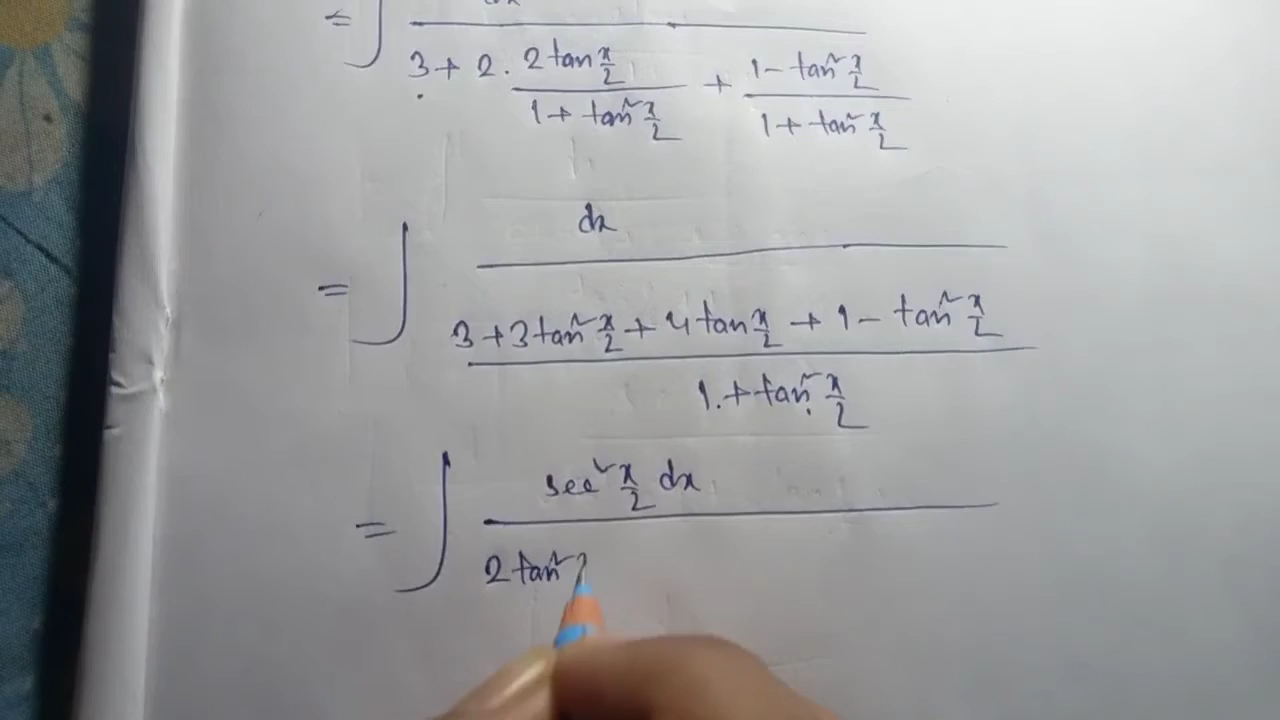 = ∫ dx
3 + 2 . 2 tan x/2 / 1 + tan² x/2 + 1 - tan² x/2 / 1 + tan² x/2
= ∫ dx
3 + 3 tan² x/2 + 4 tan x/2 + 1 - tan² x/2
1 + tan² x/2
= ∫ sec² x/2 dx
2 tan²